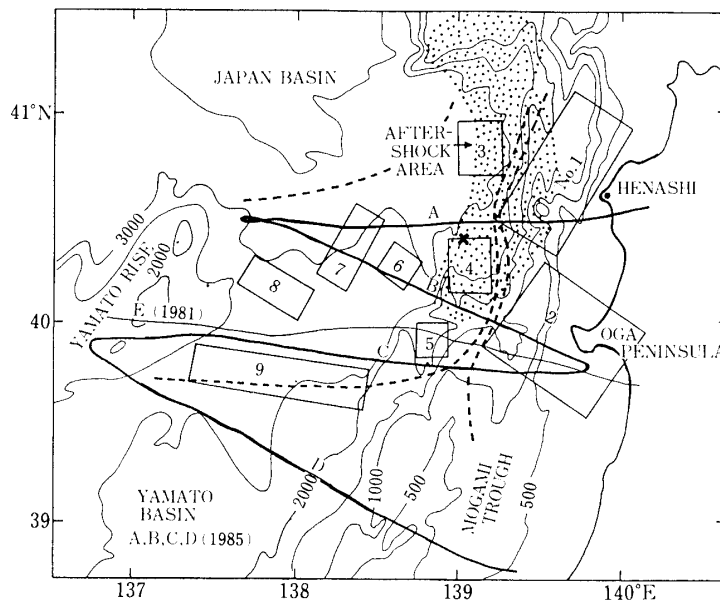 JAPAN BASIN
41°N
AFTER-
SHOCK
AREA
3
No.1
HENASHI
A
3000
2000
YAMATO RISE
7
6
4
B
8
E (1981)
40
2
OGA
PENINSULA
5
C
9
D
2000
1000
500
500
MOGAMI
TROUGH
YAMATO
BASIN
A,B,C,D (1985)
39
137
138
139
140°E